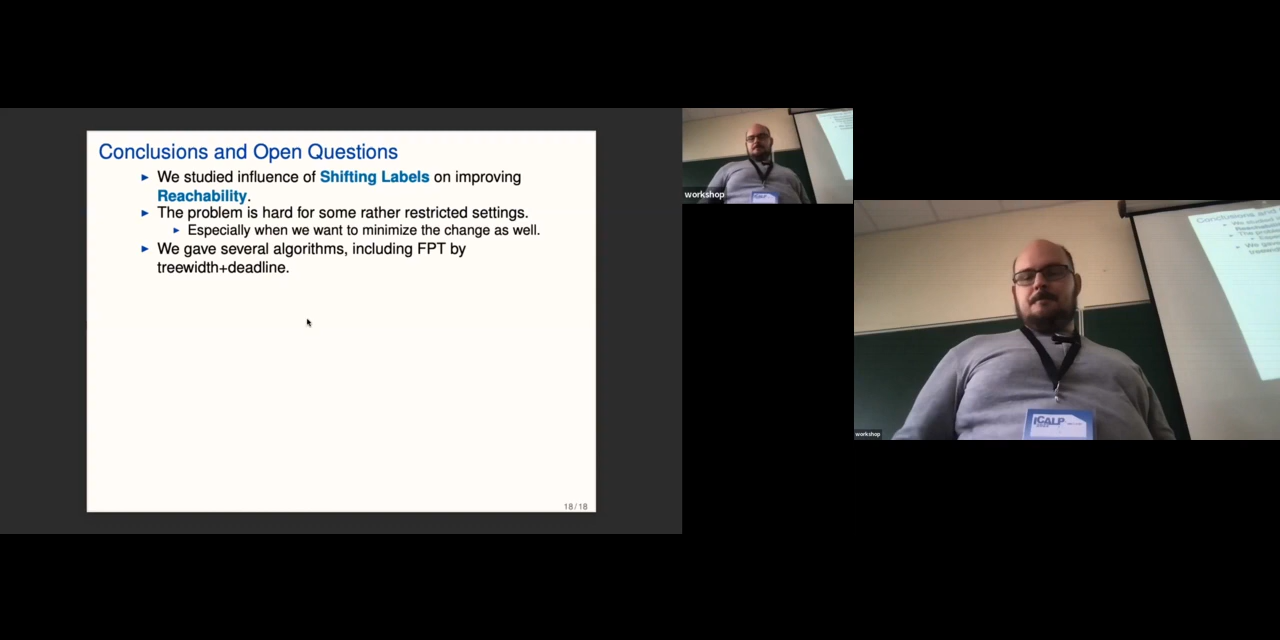 Conclusions and Open Questions
► We studied influence of Shifting Labels on improving
Reachability.
► The problem is hard for some rather restricted settings.
► Especially when we want to minimize the change as well.
► We gave several algorithms, including FPT by
treewidth+deadline.
18/18
workshop
workshop
ICALP